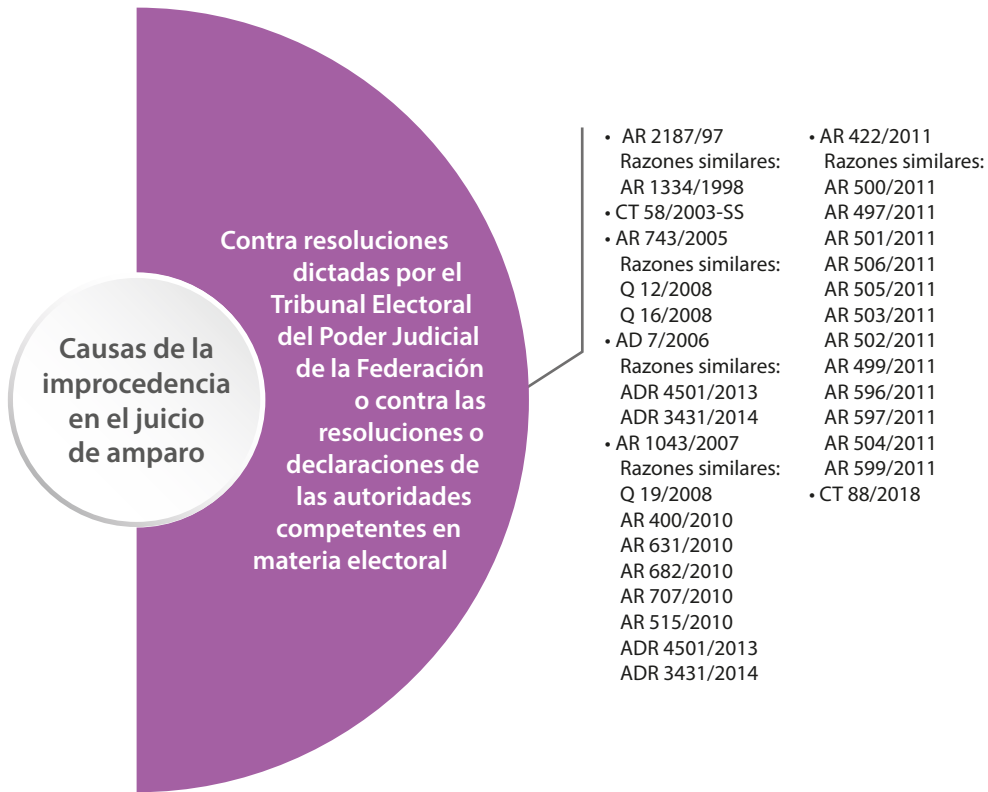 Causas de la
improcedencia
en el juicio
de amparo
Contra resoluciones
dictadas por el
Tribunal Electoral
del Poder Judicial
de la Federación
o contra las
resoluciones o
declaraciones de
las autoridades
competentes en
materia electoral
• AR 2187/97
Razones similares:
AR 1334/1998
• CT 58/2003-SS
• AR 743/2005
Razones similares:
Q 12/2008
Q 16/2008
• AD 7/2006
Razones similares:
ADR 4501/2013
ADR 3431/2014
• AR 1043/2007
Razones similares:
Q 19/2008
AR 400/2010
AR 631/2010
AR 682/2010
AR 707/2010
AR 515/2010
ADR 4501/2013
ADR 3431/2014
• AR 422/2011
Razones similares:
AR 500/2011
AR 497/2011
AR 501/2011
AR 506/2011
AR 505/2011
AR 503/2011
AR 502/2011
AR 499/2011
AR 596/2011
AR 597/2011
AR 504/2011
AR 599/2011
• CT 88/2018